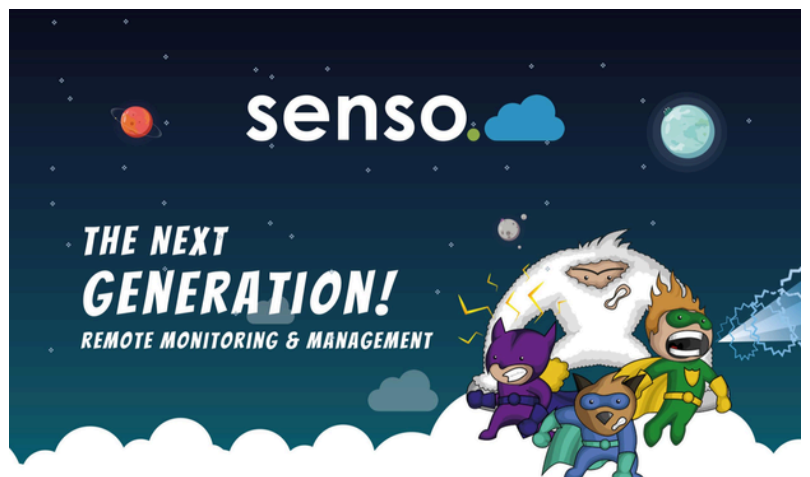 senso.
THE NEXT
GENERATION!
REMOTE MONITORING & MANAGEMENT